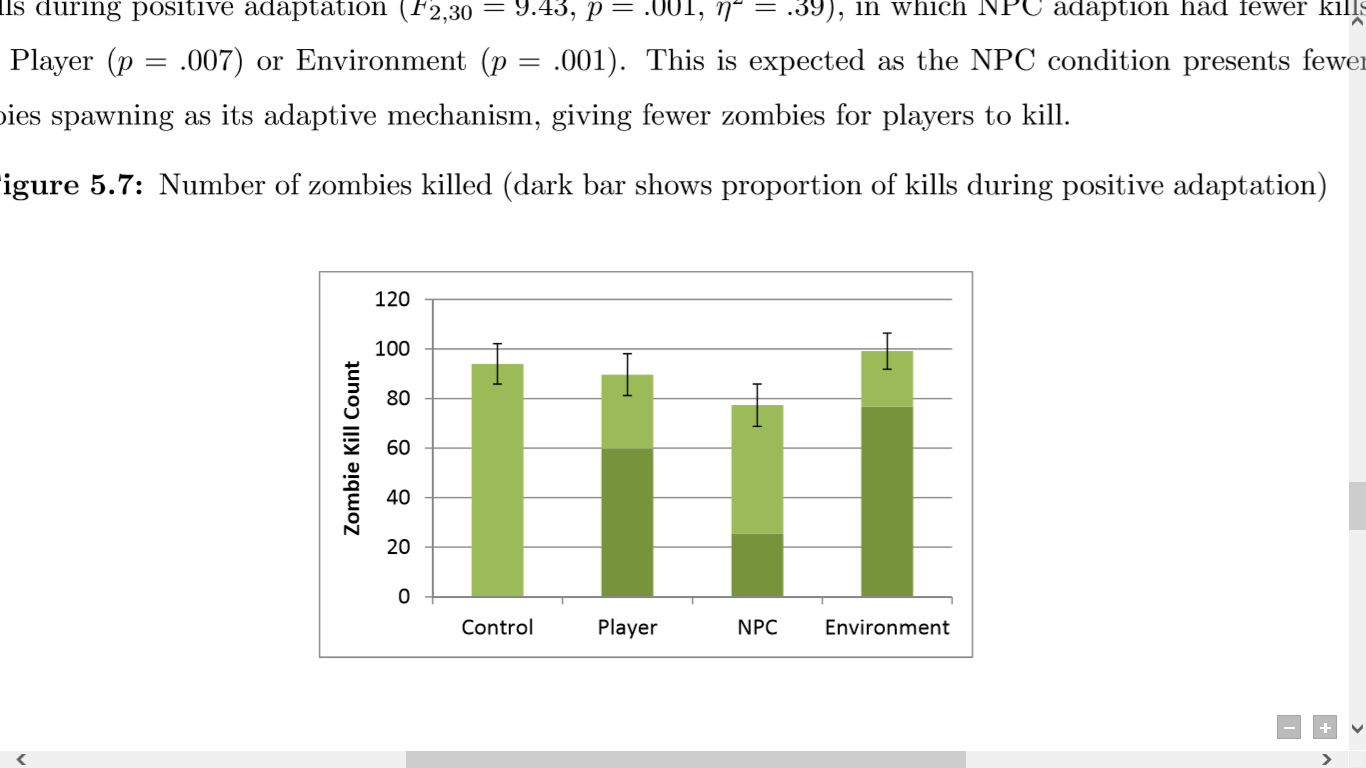 lls during positive adaptation (F2,30 = 9.43, p = .001, η² = .39), in which NPC adaption had fewer kills
Player (p = .007) or Environment (p = .001). This is expected as the NPC condition presents fewer
bies spawning as its adaptive mechanism, giving fewer zombies for players to kill.
igure 5.7: Number of zombies killed (dark bar shows proportion of kills during positive adaptation)
Zombie Kill Count
120
100
80
60
40
20
0
Control Player NPC Environment